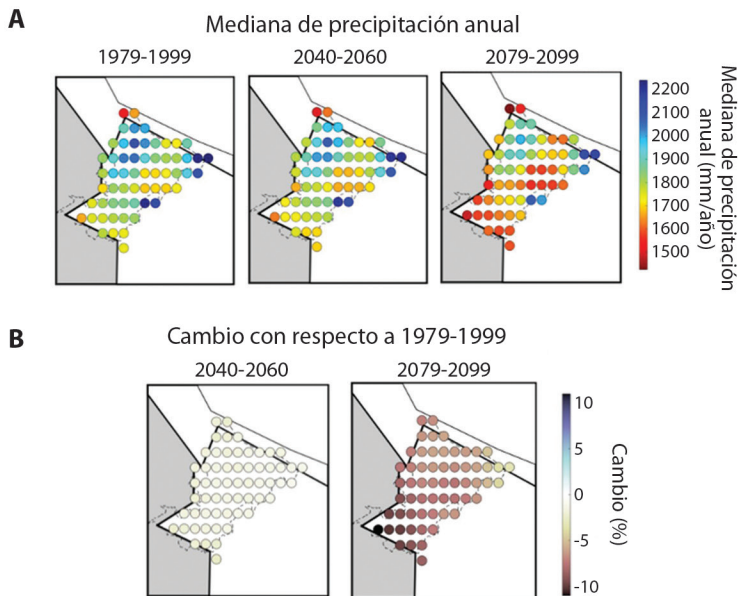 A
Mediana de precipitación anual
1979-1999
2040-2060
2079-2099
2200
2100
2000
1900
1800
1700
1600
1500
Mediana de precipitación
anual (mm/año)
B
Cambio con respecto a 1979-1999
2040-2060
2079-2099
10
5
0
-5
-10
Cambio (%)